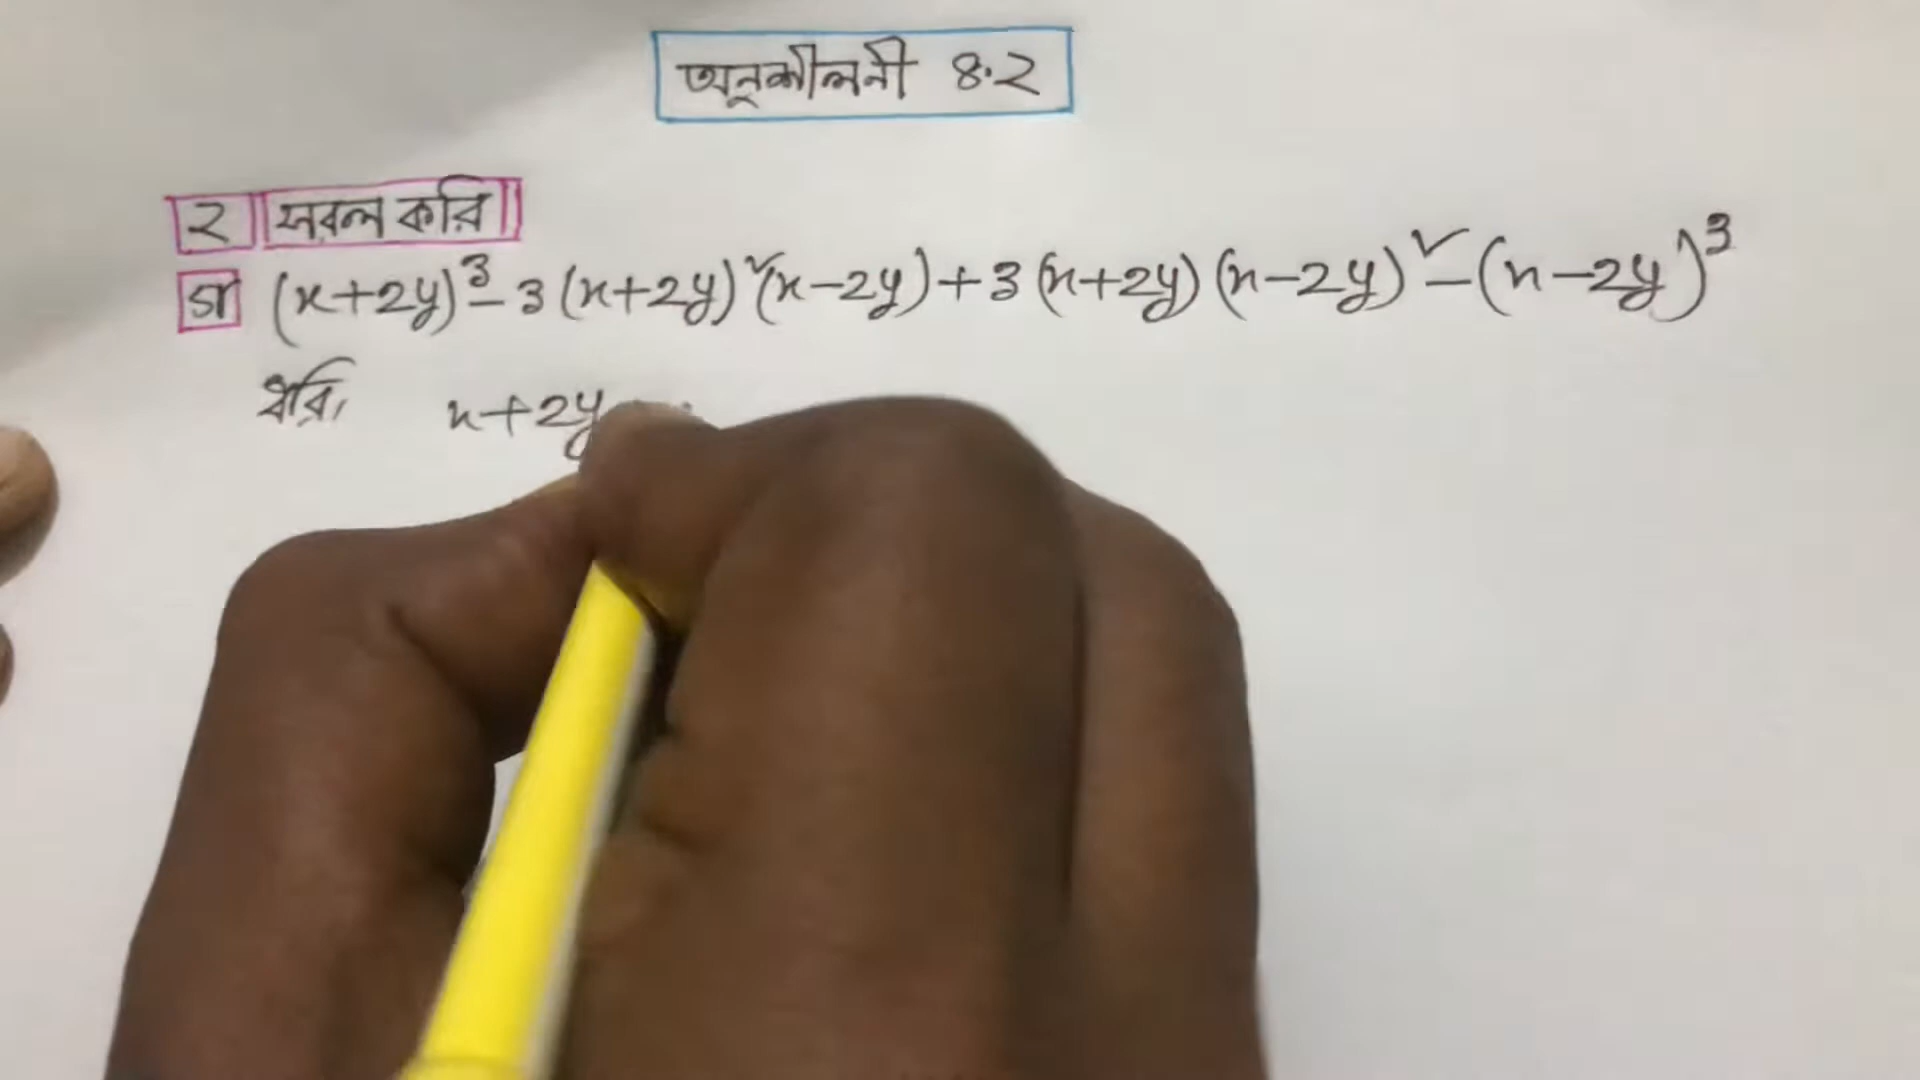 অনুশীলনী ৪.২
২ সরল করি
গ (x+2y)³-3(x+2y)²(x-2y)+3(x+2y)(x-2y)²-(x-2y)³
ধরি, x+2y